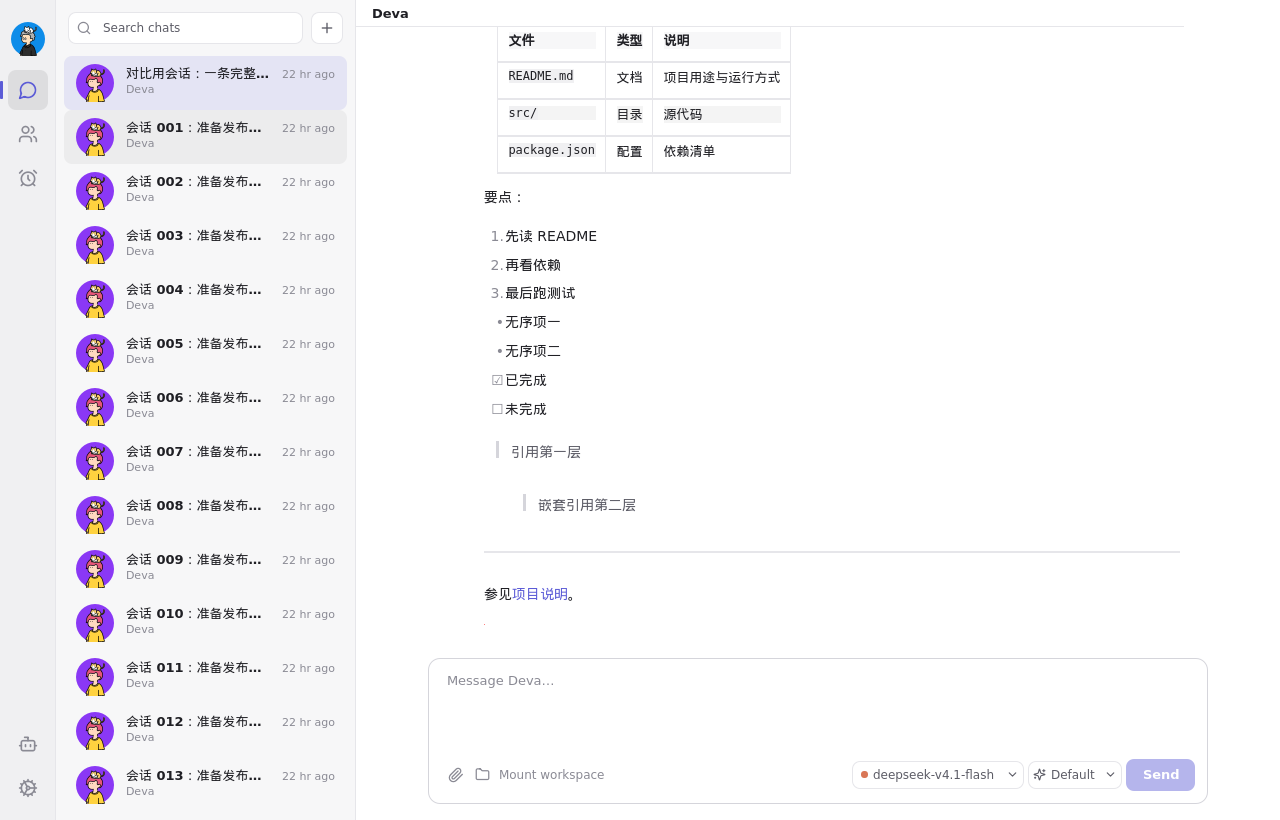 Search chats
对比用会话：一条完整… 22 hr ago
Deva
会话 001：准备发布… 22 hr ago
Deva
会话 002：准备发布… 22 hr ago
Deva
会话 003：准备发布… 22 hr ago
Deva
会话 004：准备发布… 22 hr ago
Deva
会话 005：准备发布… 22 hr ago
Deva
会话 006：准备发布… 22 hr ago
Deva
会话 007：准备发布… 22 hr ago
Deva
会话 008：准备发布… 22 hr ago
Deva
会话 009：准备发布… 22 hr ago
Deva
会话 010：准备发布… 22 hr ago
Deva
会话 011：准备发布… 22 hr ago
Deva
会话 012：准备发布… 22 hr ago
Deva
会话 013：准备发布… 22 hr ago
Deva
Deva
文件 类型 说明
README.md 文档 项目用途与运行方式
src/ 目录 源代码
package.json 配置 依赖清单
要点：
1. 先读 README
2. 再看依赖
3. 最后跑测试
• 无序项一
• 无序项二
☑ 已完成
☐ 未完成
引用第一层
嵌套引用第二层
参见项目说明。
Message Deva…
Mount workspace deepseek-v4.1-flash Default Send